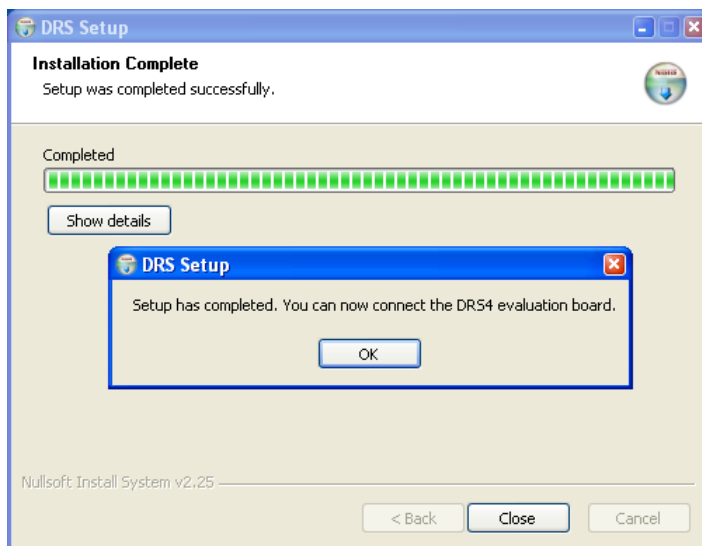 DRS Setup
Installation Complete
Setup was completed successfully.
Completed
Show details
DRS Setup
Setup has completed. You can now connect the DRS4 evaluation board.
OK
Nullsoft Install System v2.25
< Back Close Cancel